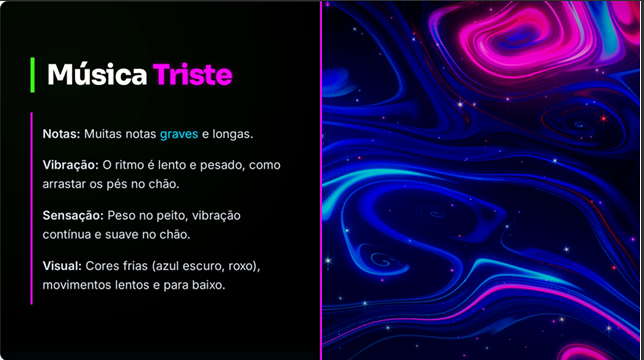 Música Triste
Notas: Muitas notas graves e longas.
Vibração: O ritmo é lento e pesado, como
arrastar os pés no chão.
Sensação: Peso no peito, vibração
contínua e suave no chão.
Visual: Cores frias (azul escuro, roxo),
movimentos lentos e para baixo.